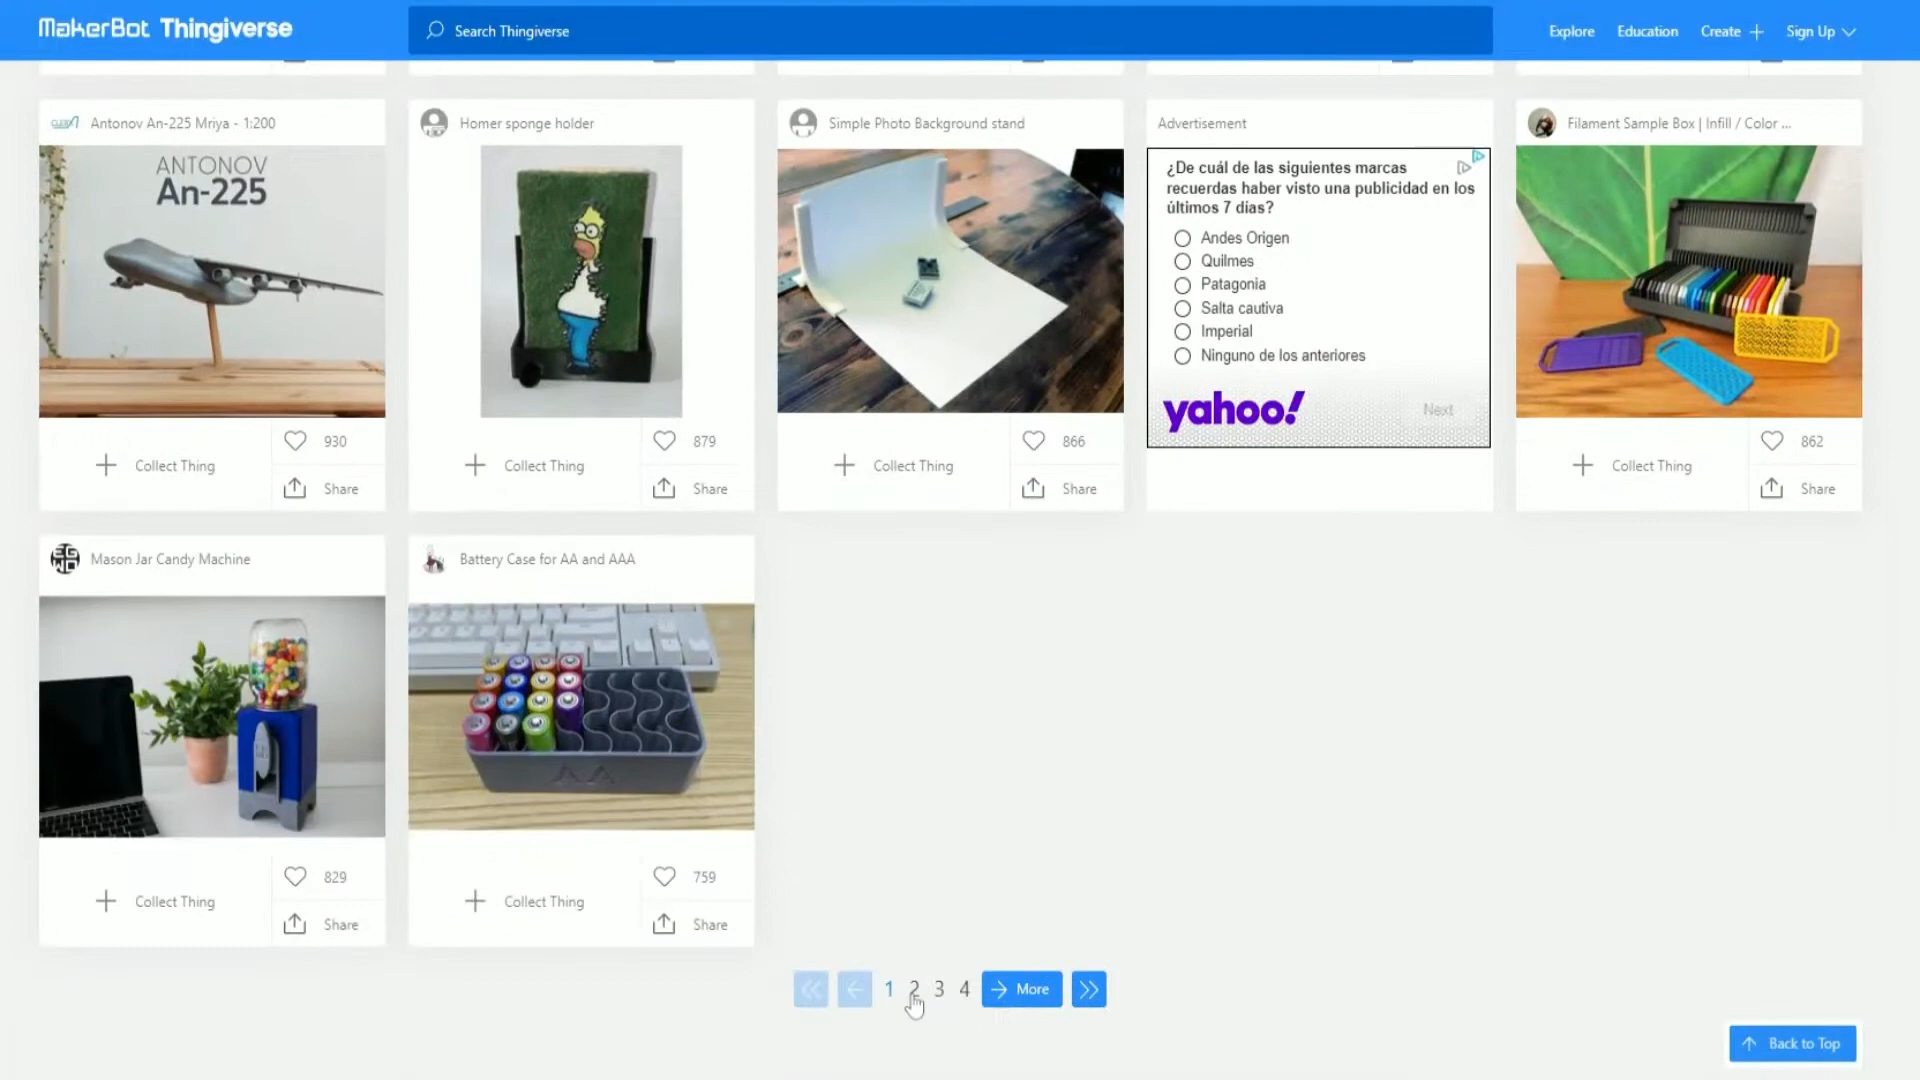 MakerBot Thingiverse
Search Thingiverse
Explore
Education
Create
Sign Up
Antonov An-225 Mriya - 1:200
Homer sponge holder
Simple Photo Background stand
Advertisement
Filament Sample Box | Infill / Color ...
ANTONOV
An-225
¿De cuál de las siguientes marcas
recuerdas haber visto una publicidad en los
últimos 7 días?
Andes Origen
Quilmes
Patagonia
Salta cautiva
Imperial
Ninguno de los anteriores
yahoo!
Next
930
Collect Thing
Share
879
Collect Thing
Share
866
Collect Thing
Share
862
Collect Thing
Share
Mason Jar Candy Machine
Battery Case for AA and AAA
AA
829
Collect Thing
Share
759
Collect Thing
Share
1 2 3 4 More
Back to Top